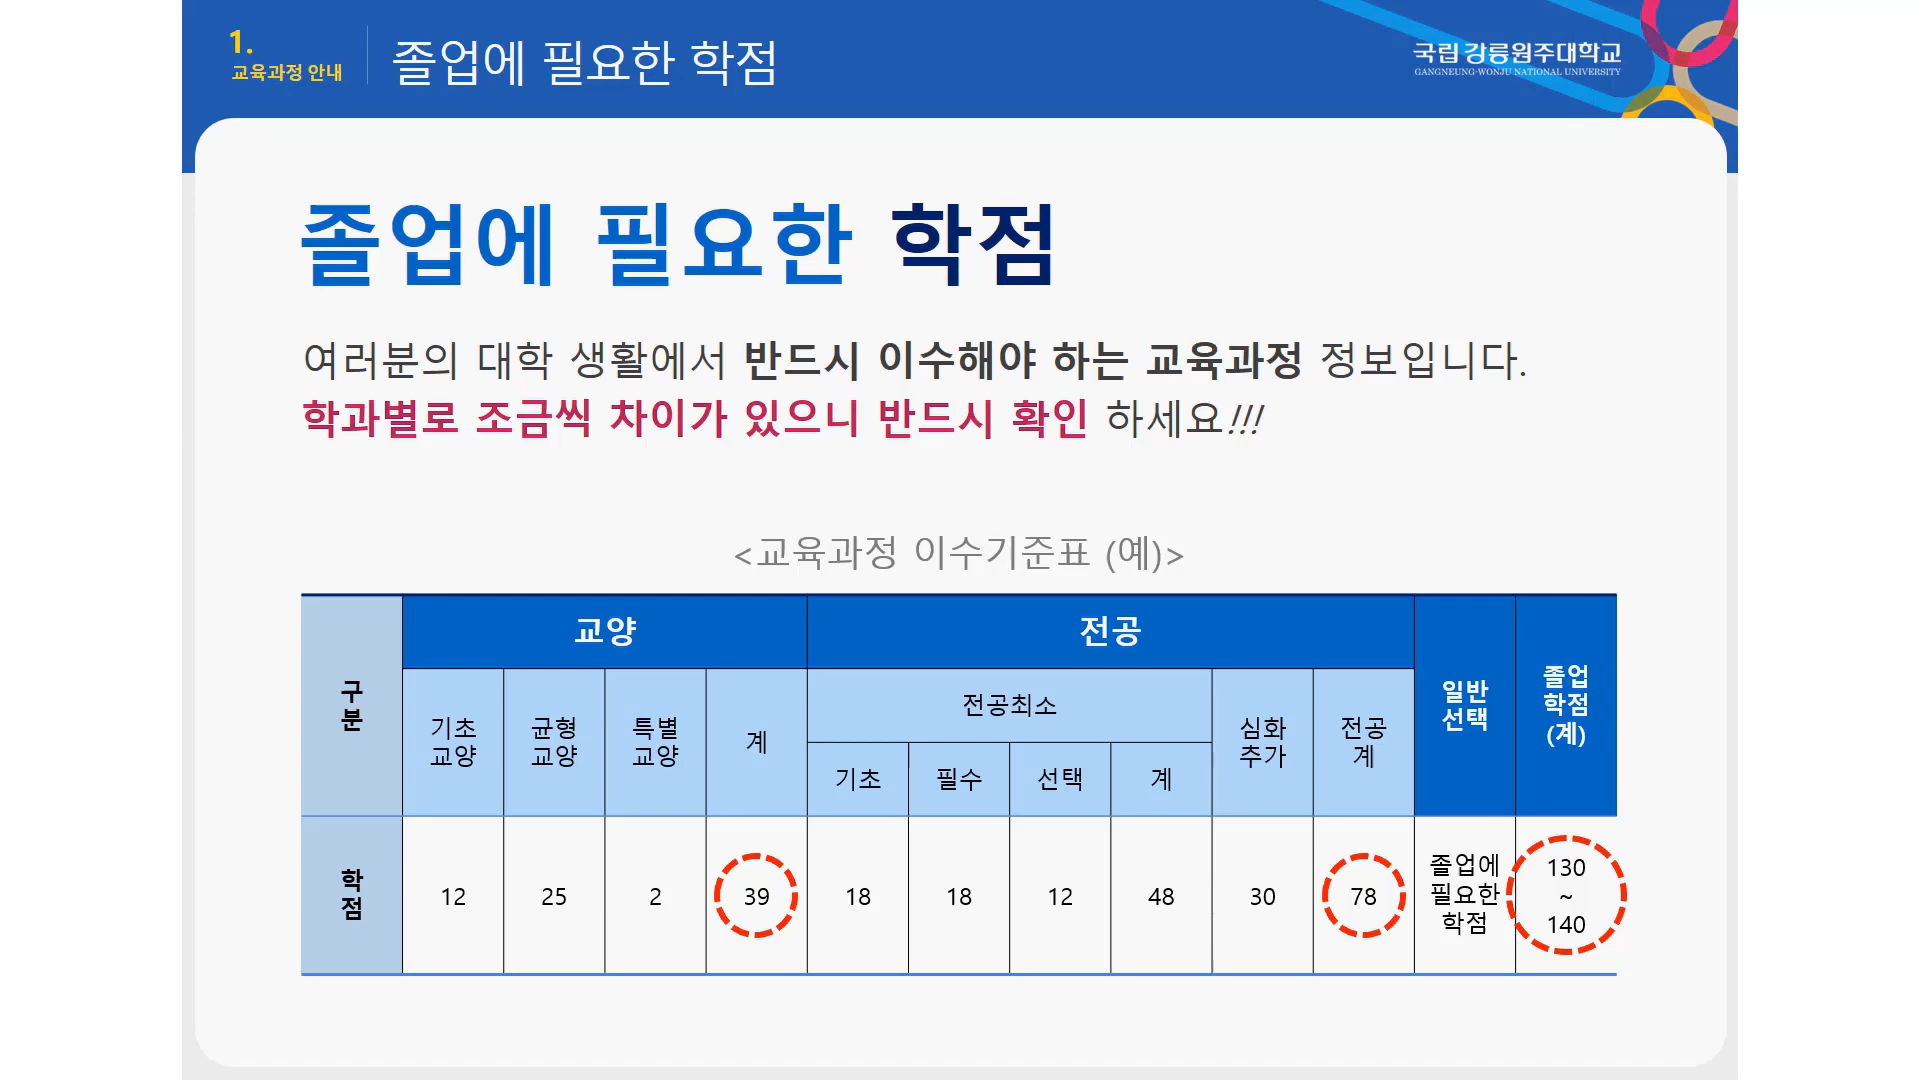 1.
교육과정 안내
졸업에 필요한 학점
국립 강릉원주대학교
GANGNEUNG-WONJU NATIONAL UNIVERSITY
졸업에 필요한 학점
여러분의 대학 생활에서 반드시 이수해야 하는 교육과정 정보입니다.
학과별로 조금씩 차이가 있으니 반드시 확인 하세요!!!
<교육과정 이수기준표 (예)>
구
분
교양
전공
일반
선택
졸업
학점
(계)
기초
교양
균형
교양
특별
교양
계
전공최소
심화
추가
전공
계
기초
필수
선택
계
학
점
12
25
2
39
18
18
12
48
30
78
졸업에
필요한
학점
130
~
140